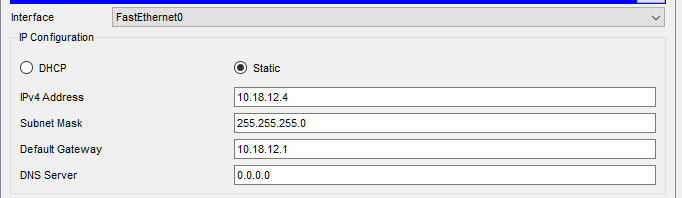 Interface FastEthernet0
IP Configuration
DHCP Static
IPv4 Address 10.18.12.4
Subnet Mask 255.255.255.0
Default Gateway 10.18.12.1
DNS Server 0.0.0.0